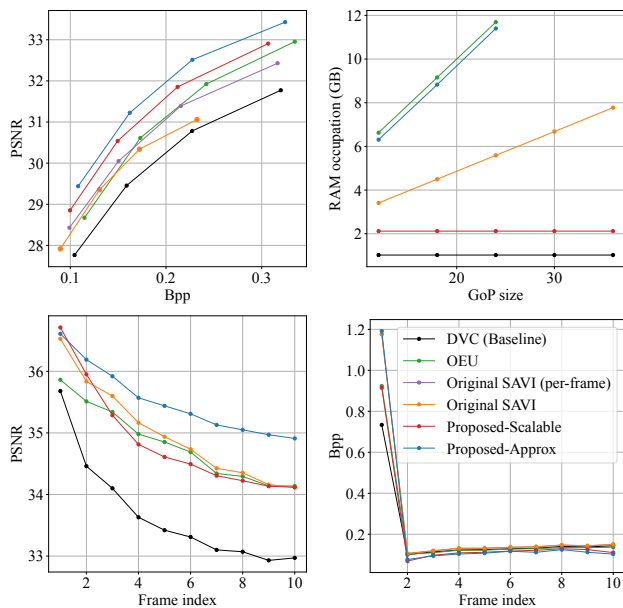 33
32
31
30
29
28
PSNR
0.1
0.2
0.3
Bpp
12
10
8
6
4
2
RAM occupation (GB)
20
30
GoP size
36
35
34
33
PSNR
2
4
6
8
10
Frame index
1.2
1.0
0.8
0.6
0.4
0.2
Bpp
DVC (Baseline)
OEU
Original SAVI (per-frame)
Original SAVI
Proposed-Scalable
Proposed-Approx
2
4
6
8
10
Frame index